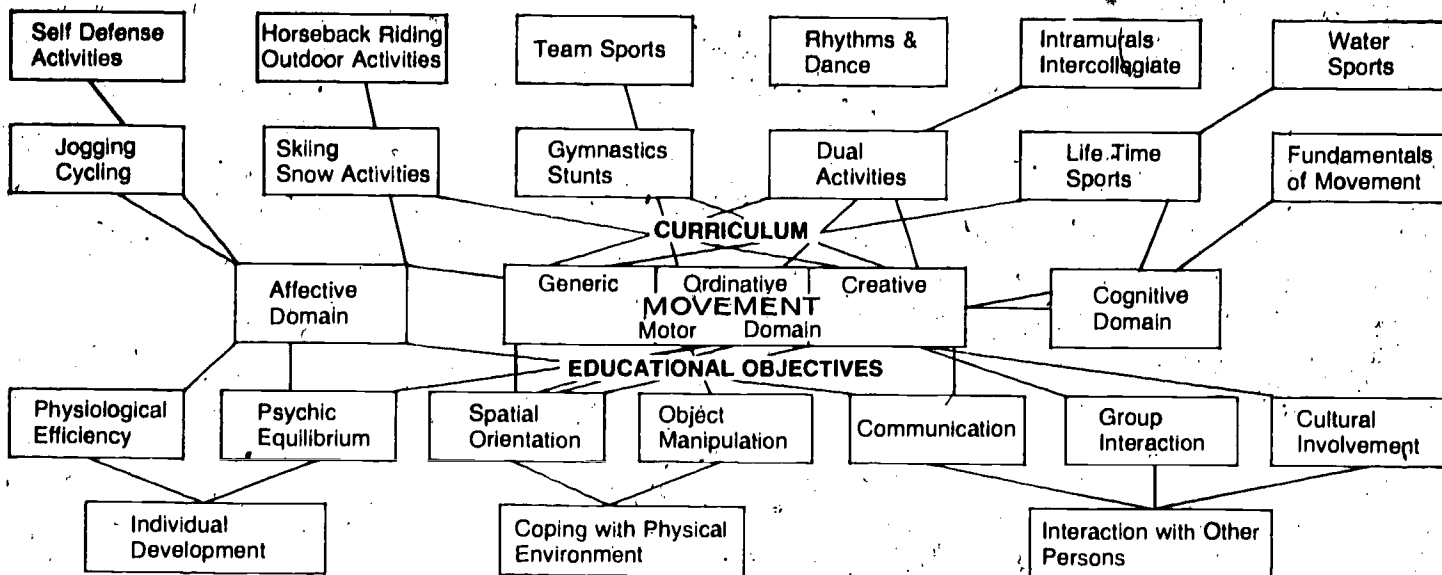 Self Defense
Activities
Horseback Riding
Outdoor Activities
Team Sports
Rhythms &
Dance
Intramurals
Intercollegiate
Water
Sports
Jogging
Cycling
Skiing
Snow Activities
Gymnastics
Stunts
Dual
Activities
Life Time
Sports
Fundamentals
of Movement
CURRICULUM
Affective
Domain
Generic
Ordinative
Creative
MOVEMENT
Motor Domain
Cognitive
Domain
EDUCATIONAL OBJECTIVES
Physiological
Efficiency
Psychic
Equilibrium
Spatial
Orientation
Object
Manipulation
Communication
Group
Interaction
Cultural
Involvement
Individual
Development
Coping with Physical
Environment
Interaction with Other
Persons